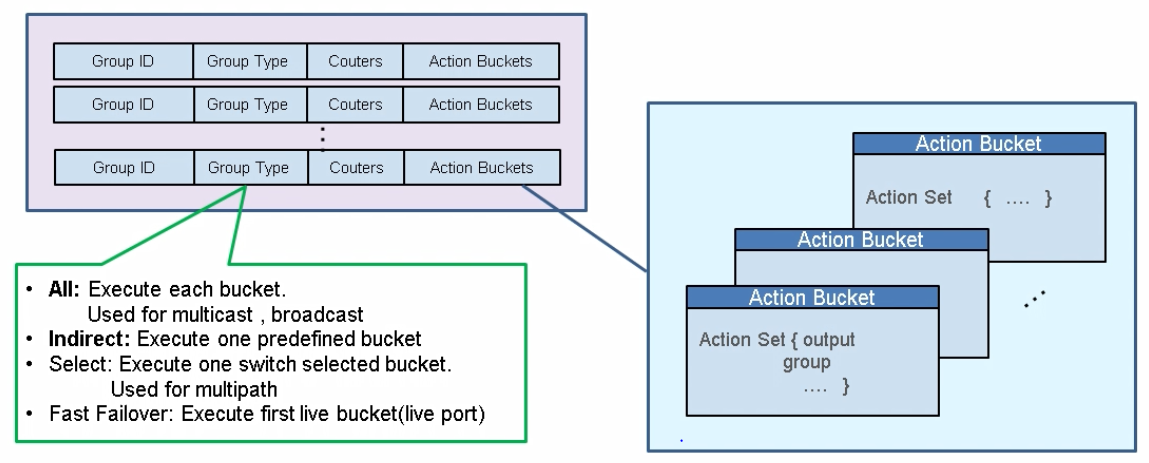 Group ID Group Type Couters Action Buckets
Group ID Group Type Couters Action Buckets
Group ID Group Type Couters Action Buckets
• All: Execute each bucket.
Used for multicast , broadcast
• Indirect: Execute one predefined bucket
• Select: Execute one switch selected bucket.
Used for multipath
• Fast Failover: Execute first live bucket(live port)
Action Bucket
Action Set { .... }
Action Bucket
Action Bucket
Action Set { output
group
.... }